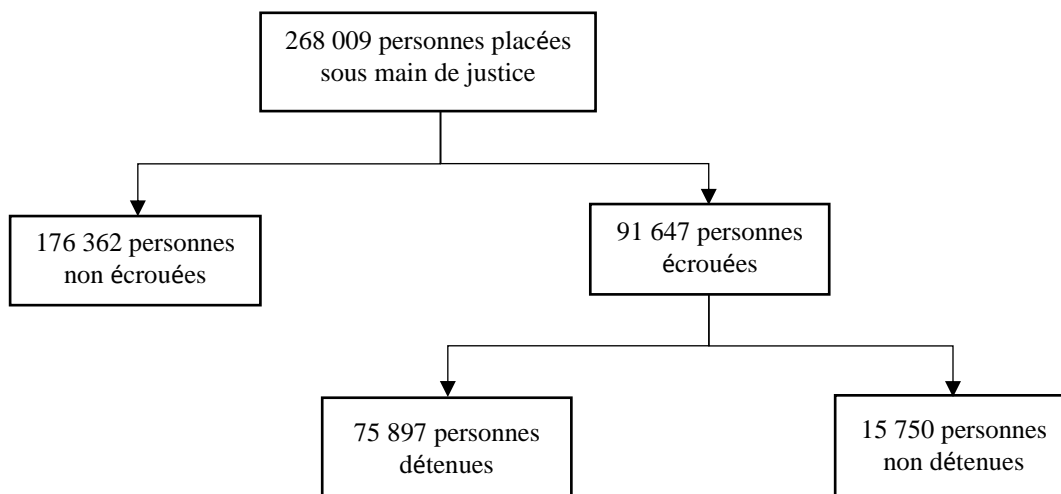 268 009 personnes placées
sous main de justice
176 362 personnes
non écrouées
91 647 personnes
écrouées
75 897 personnes
détenues
15 750 personnes
non détenues